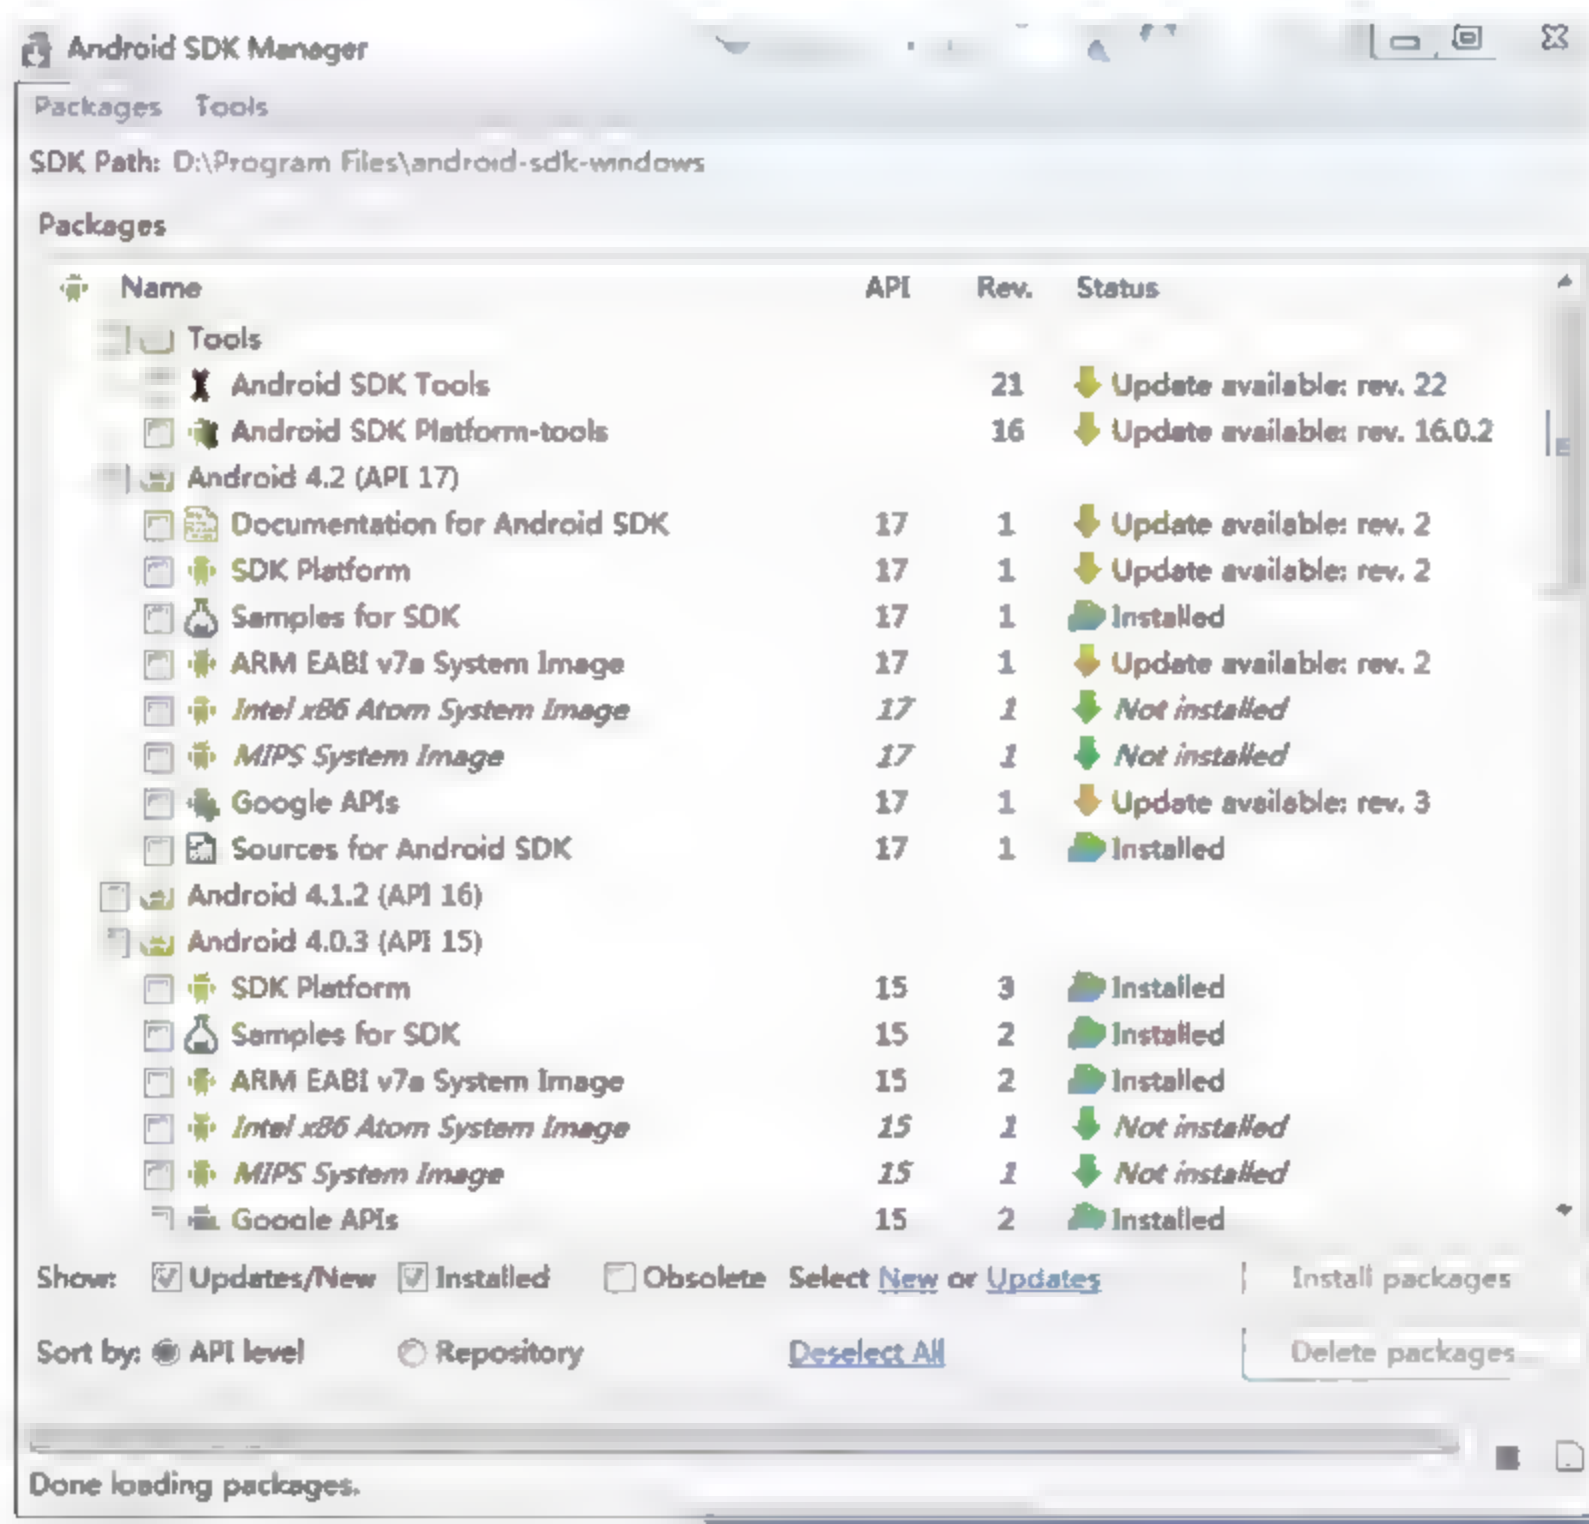 Android SDK Manager
Packages Tools
SDK Path: D:\Program Files\android-sdk-windows
Packages
Name API Rev. Status
Tools
Android SDK Tools 21 Update available: rev. 22
Android SDK Platform-tools 16 Update available: rev. 16.0.2
Android 4.2 (API 17)
Documentation for Android SDK 17 1 Update available: rev. 2
SDK Platform 17 1 Update available: rev. 2
Samples for SDK 17 1 Installed
ARM EABI v7a System Image 17 1 Update available: rev. 2
Intel x86 Atom System Image 17 1 Not installed
MIPS System Image 17 1 Not installed
Google APIs 17 1 Update available: rev. 3
Sources for Android SDK 17 1 Installed
Android 4.1.2 (API 16)
Android 4.0.3 (API 15)
SDK Platform 15 3 Installed
Samples for SDK 15 2 Installed
ARM EABI v7a System Image 15 2 Installed
Intel x86 Atom System Image 15 1 Not installed
MIPS System Image 15 1 Not installed
Google APIs 15 2 Installed
Show: Updates/New Installed Obsolete Select New or Updates Install packages
Sort by: API level Repository Deselect All Delete packages
Done loading packages.